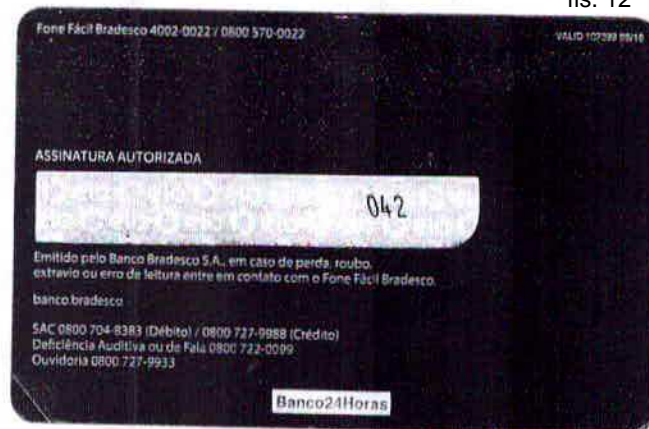 fls. 12
Fone Fácil Bradesco 4002-0022 / 0800 570-0022
VALID
ASSINATURA AUTORIZADA
042
Emitido pelo Banco Bradesco S.A., em caso de perda, roubo,
extravio ou erro de leitura entre em contato com o Fone Fácil Bradesco.
banco.bradesco
SAC 0800 704-8383 (Débito) / 0800 727-9988 (Crédito)
Deficiência Auditiva ou de Fala 0800 722-0099
Ouvidoria 0800 727-9933
Banco24Horas